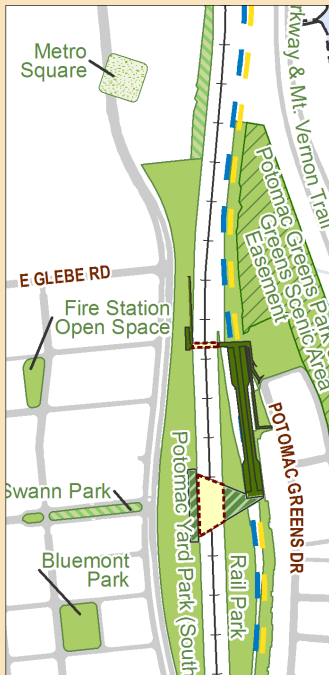 Metro
Square
rkway & Mt. Vernon Trail
Potomac Greens Park
Potomac Greens Scenic Area
Easement
E GLEBE RD
Fire Station
Open Space
POTOMAC GREENS DR
Swann Park
Potomac Yard Park (South
Rail Park
Bluemont
Park